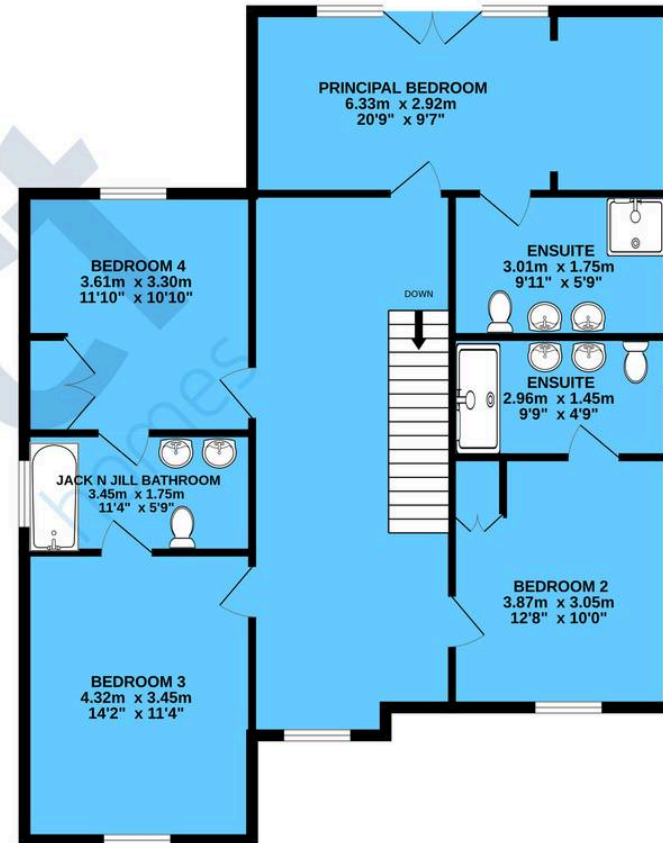 PRINCIPAL BEDROOM
6.33m x 2.92m
20'9" x 9'7"
BEDROOM 4
3.61m x 3.30m
11'10" x 10'10"
ENSUITE
3.01m x 1.75m
9'11" x 5'9"
DOWN
ENSUITE
2.96m x 1.45m
9'9" x 4'9"
JACK N JILL BATHROOM
3.45m x 1.75m
11'4" x 5'9"
BEDROOM 2
3.87m x 3.05m
12'8" x 10'0"
BEDROOM 3
4.32m x 3.45m
14'2" x 11'4"
homes